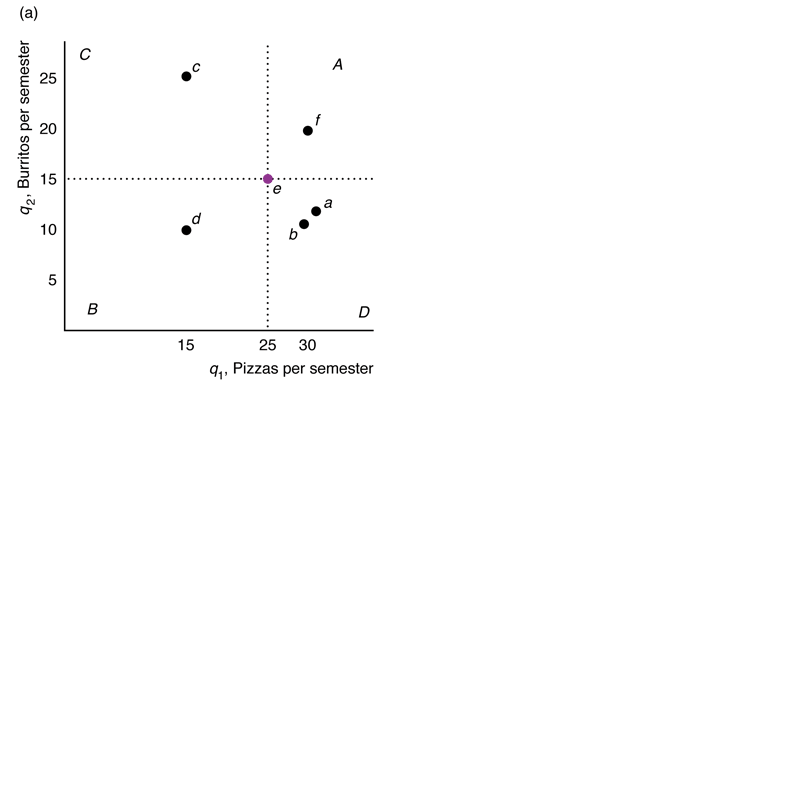 (a)
q2, Burritos per semester
C
c
A
25
f
20
15
e
a
d
10
b
5
B
D
15 25 30
q1, Pizzas per semester